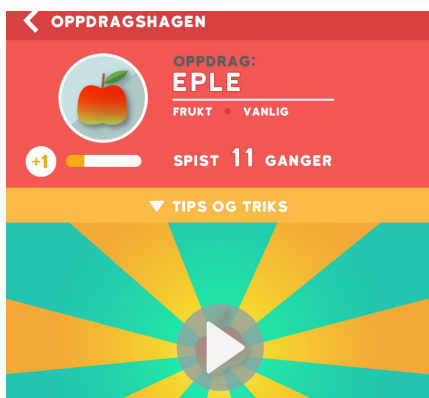 OPPDRAGSHAGEN
OPPDRAG:
EPLE
FRUKT • VANLIG
+1
SPIST 11 GANGER
TIPS OG TRIKS